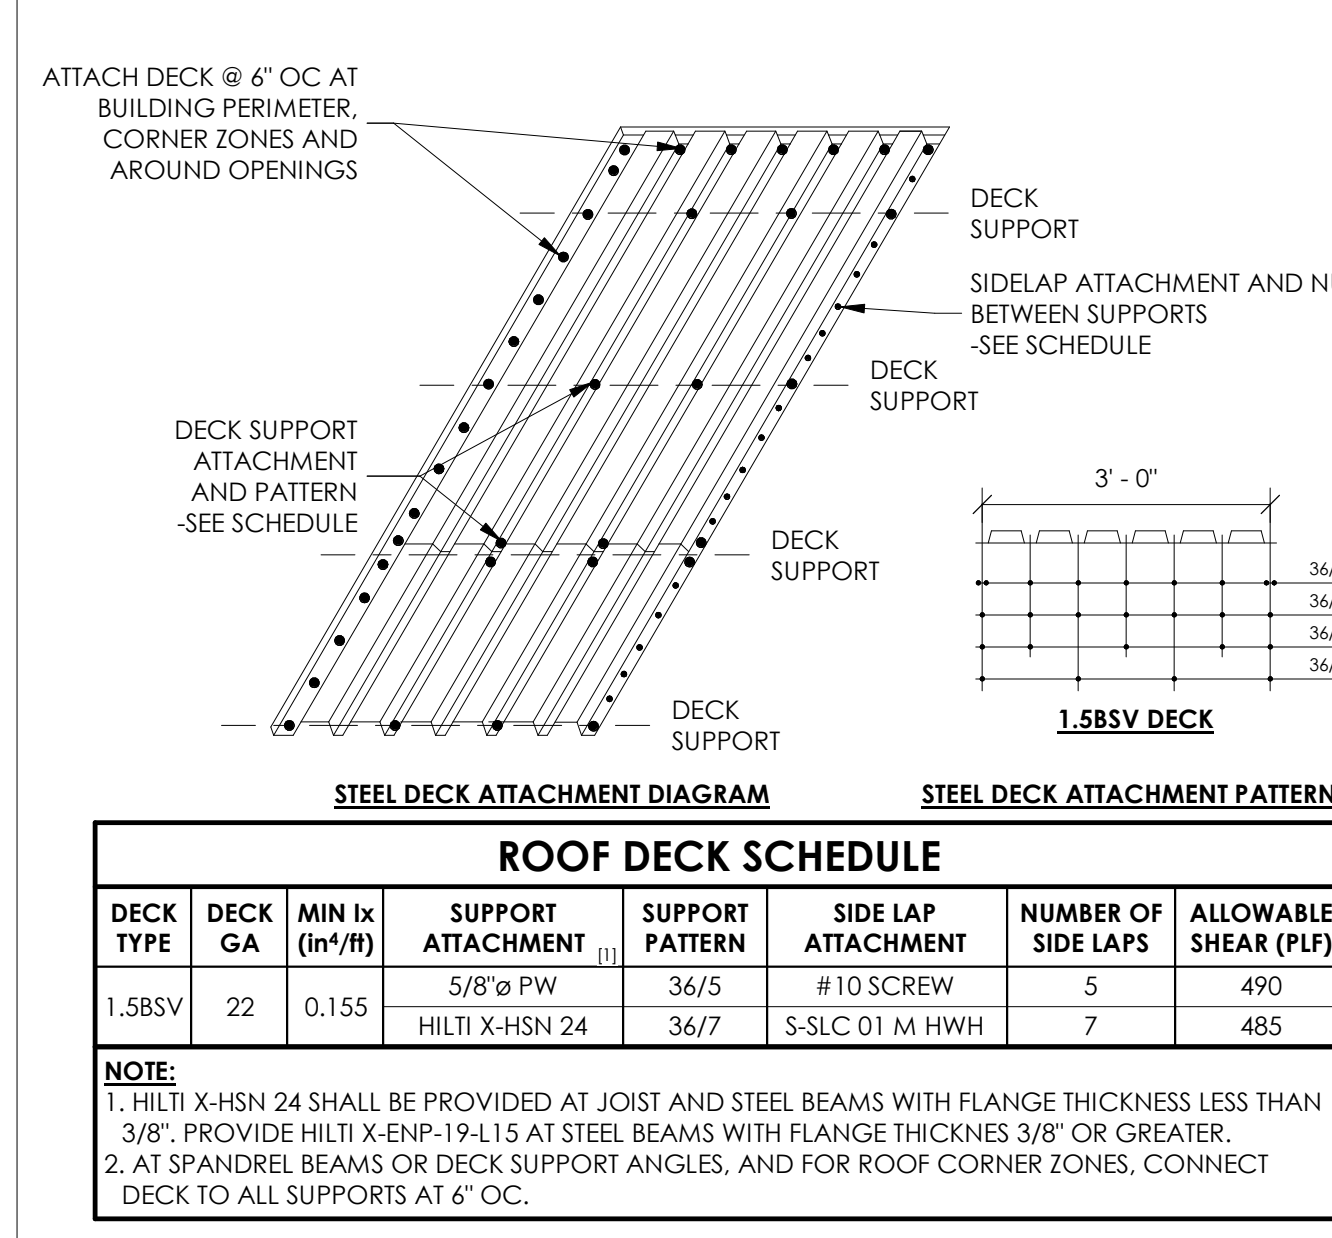 ATTACH DECK @ 6" OC AT
BUILDING PERIMETER,
CORNER ZONES AND
AROUND OPENINGS
DECK
SUPPORT
SIDELAP ATTACHMENT AND
BETWEEN SUPPORTS
-SEE SCHEDULE
DECK
SUPPORT
DECK SUPPORT
ATTACHMENT
AND PATTERN
-SEE SCHEDULE
DECK
SUPPORT
DECK
SUPPORT
3' - 0"
36/
36/
36/
36/
1.5BSV DECK
STEEL DECK ATTACHMENT DIAGRAM
STEEL DECK ATTACHMENT PATTERN
ROOF DECK SCHEDULE
DECK TYPE DECK GA MIN Ix (in⁴/ft) SUPPORT ATTACHMENT [1] SUPPORT PATTERN SIDE LAP ATTACHMENT NUMBER OF SIDE LAPS ALLOWABLE SHEAR (PLF)
1.5BSV 22 0.155 5/8"ø PW 36/5 #10 SCREW 5 490
HILTI X-HSN 24 36/7 S-SLC 01 M HWH 7 485
NOTE:
1. HILTI X-HSN 24 SHALL BE PROVIDED AT JOIST AND STEEL BEAMS WITH FLANGE THICKNESS LESS THAN
3/8". PROVIDE HILTI X-ENP-19-L15 AT STEEL BEAMS WITH FLANGE THICKNES 3/8" OR GREATER.
2. AT SPANDREL BEAMS OR DECK SUPPORT ANGLES, AND FOR ROOF CORNER ZONES, CONNECT
DECK TO ALL SUPPORTS AT 6" OC.